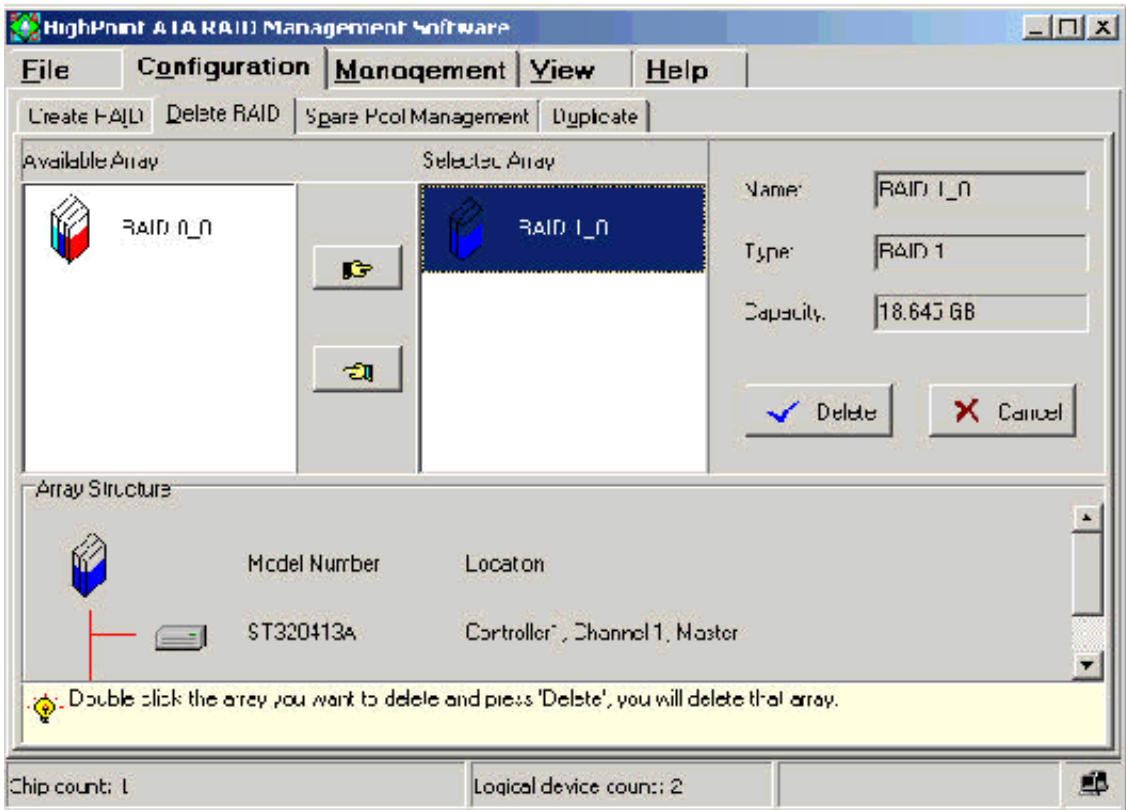 HighPoint ATA RAID Management Software
File Configuration Management View Help
Create RAID Delete RAID Spare Pool Management Duplicate
Available Array Selected Array
RAID 0_0
RAID 1_0
Name: RAID 1_0
Type: RAID 1
Capacity: 18.645 GB
Delete Cancel
Array Structure
Model Number Location
ST320413A Controller1, Channel 1, Master
Double click the array you want to delete and press 'Delete', you will delete that array.
Chip count: 1 Logical device count: 2